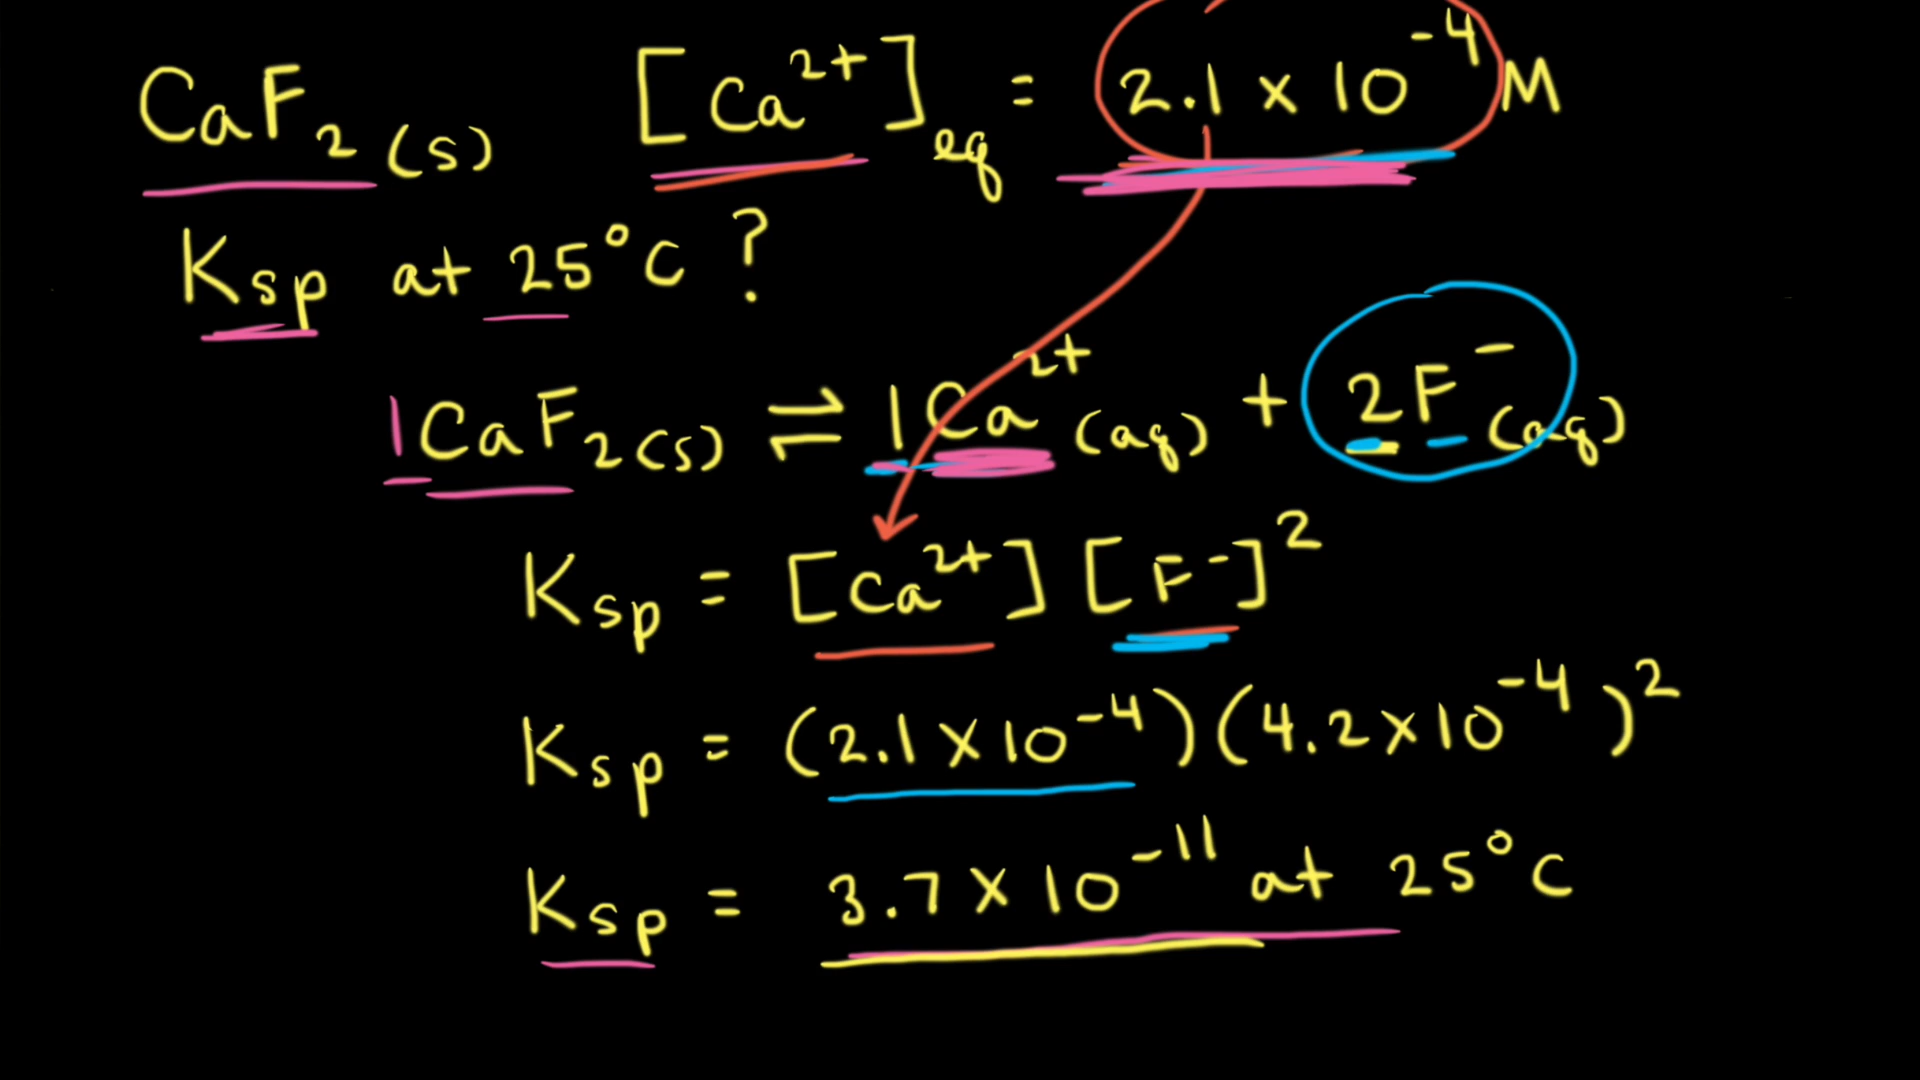 CaF₂(s) [Ca²⁺]eq = 2.1 x 10⁻⁴ M
Ksp at 25°C ?
1CaF₂(s) ⇌ 1Ca²⁺(aq) + 2F⁻(aq)
Ksp = [Ca²⁺][F⁻]²
Ksp = (2.1 x 10⁻⁴)(4.2 x 10⁻⁴)²
Ksp = 3.7 x 10⁻¹¹ at 25°C